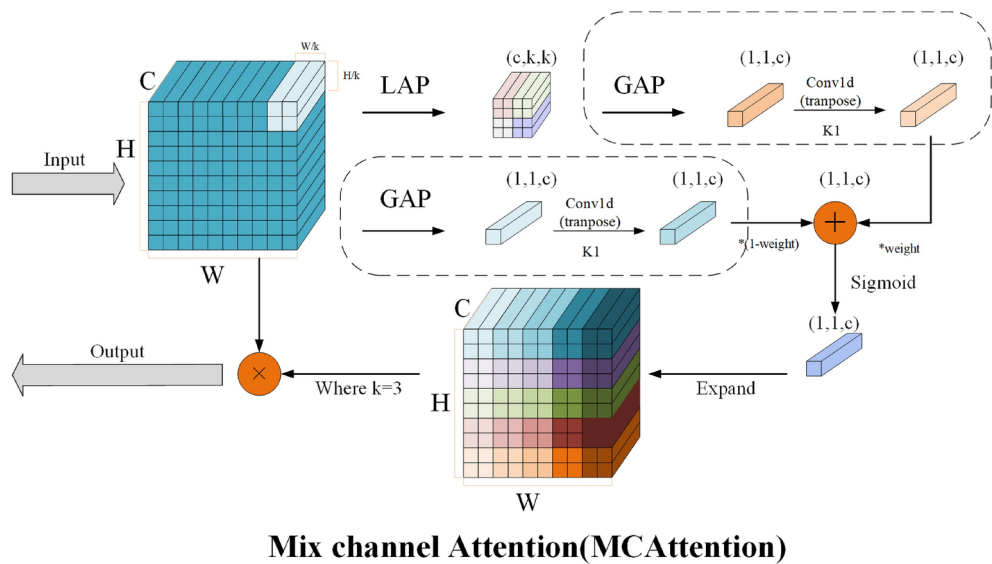 W/k
C
H/k
LAP
(c,k,k)
GAP
(1,1,c)
Conv1d
(tranpose)
K1
(1,1,c)
H
Input
W
GAP
(1,1,c)
Conv1d
(tranpose)
K1
(1,1,c)
*(1-weight)
(1,1,c)
+
*weight
Sigmoid
(1,1,c)
Expand
C
H
W
Where k=3
×
Output
Mix channel Attention(MCAttention)